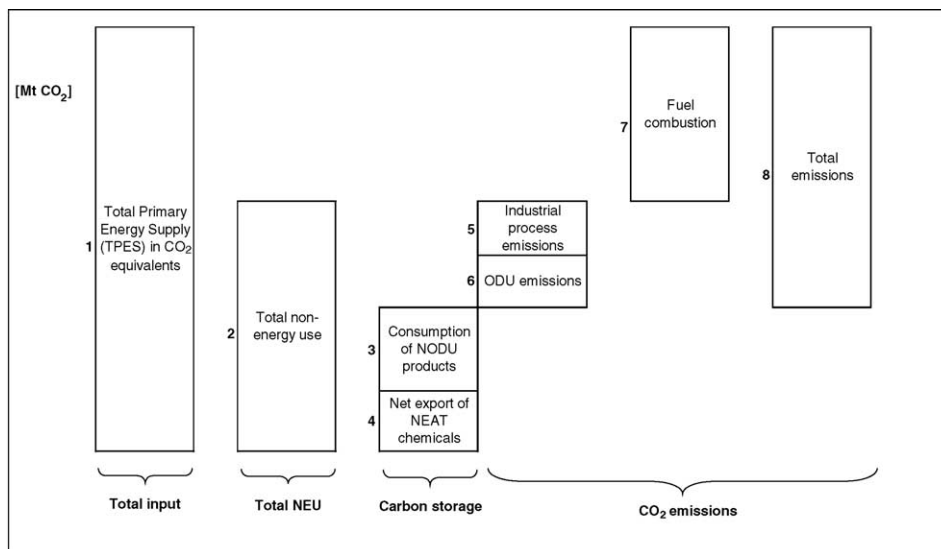 [Mt CO2]
1
Total Primary
Energy Supply
(TPES) in CO2
equivalents
2
Total non-
energy use
3
Consumption
of NODU
products
4
Net export of
NEAT
chemicals
5
Industrial
process
emissions
6
ODU emissions
7
Fuel
combustion
8
Total
emissions
Total input
Total NEU
Carbon storage
CO2 emissions